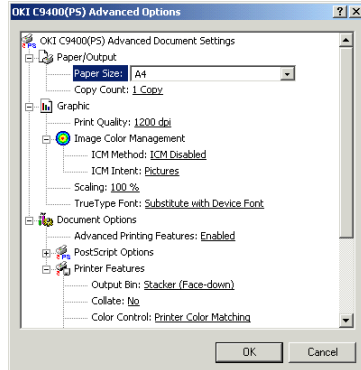 OKI C9400(PS) Advanced Options
OKI C9400(PS) Advanced Document Settings
Paper/Output
Paper Size: A4
Copy Count: 1 Copy
Graphic
Print Quality: 1200 dpi
Image Color Management
ICM Method: ICM Disabled
ICM Intent: Pictures
Scaling: 100 %
TrueType Font: Substitute with Device Font
Document Options
Advanced Printing Features: Enabled
PostScript Options
Printer Features
Output Bin: Stacker (Face-down)
Collate: No
Color Control: Printer Color Matching
OK Cancel